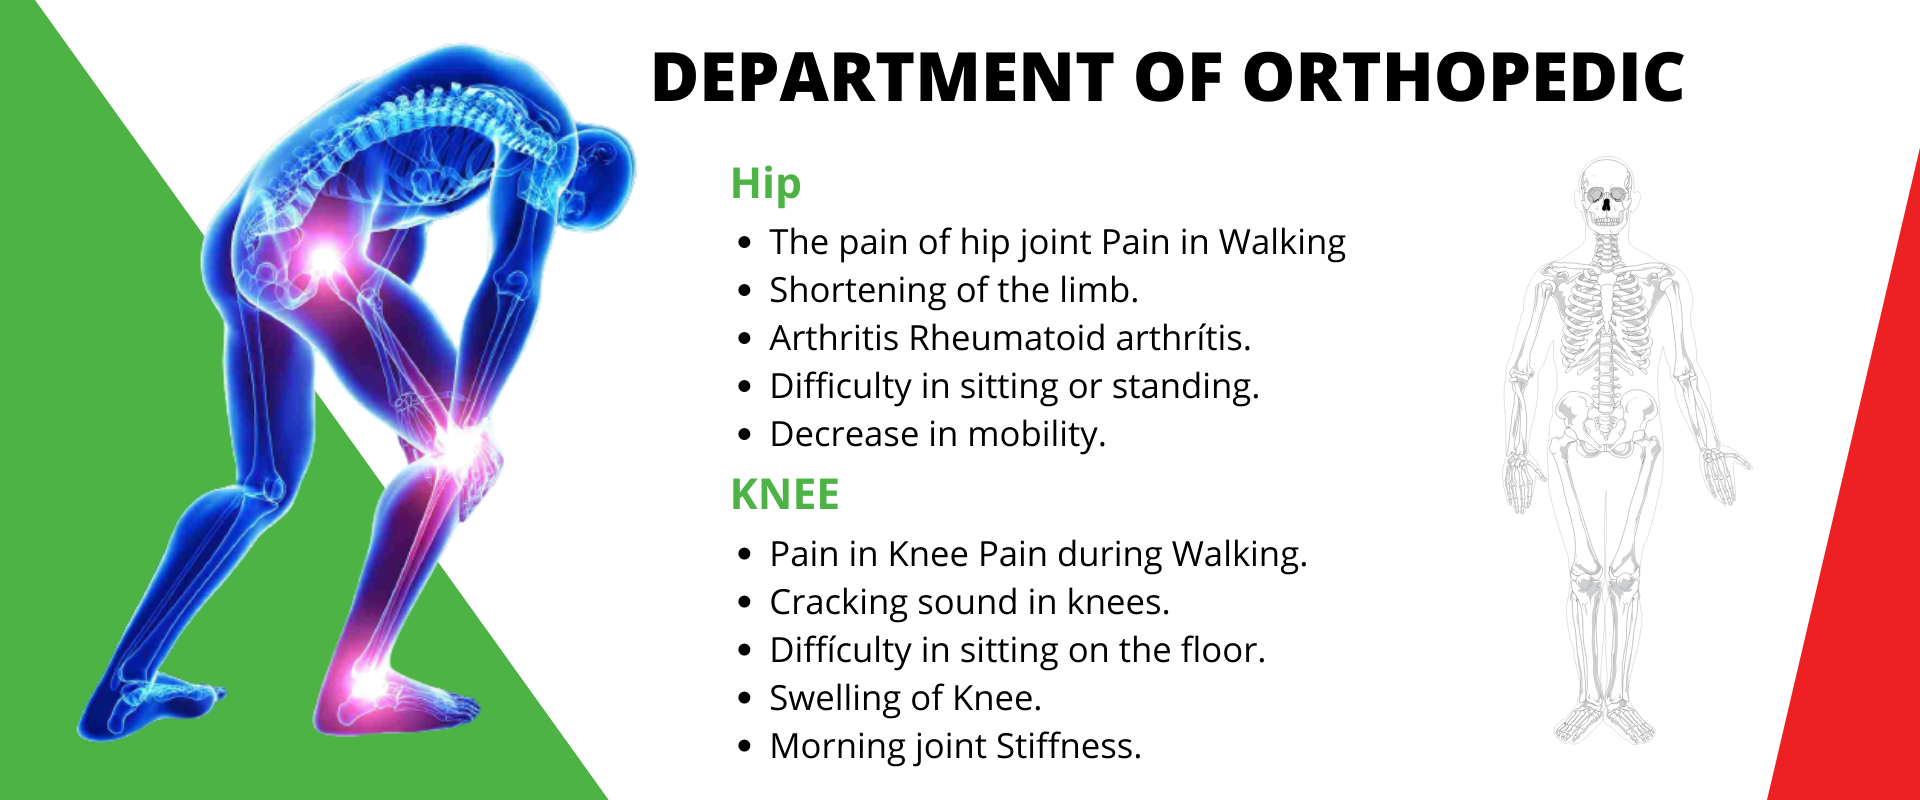 DEPARTMENT OF ORTHOPEDIC
Hip
• The pain of hip joint Pain in Walking
• Shortening of the limb.
• Arthritis Rheumatoid arthrítis.
• Difficulty in sitting or standing.
• Decrease in mobility.
KNEE
• Pain in Knee Pain during Walking.
• Cracking sound in knees.
• Diffículty in sitting on the floor.
• Swelling of Knee.
• Morning joint Stiffness.